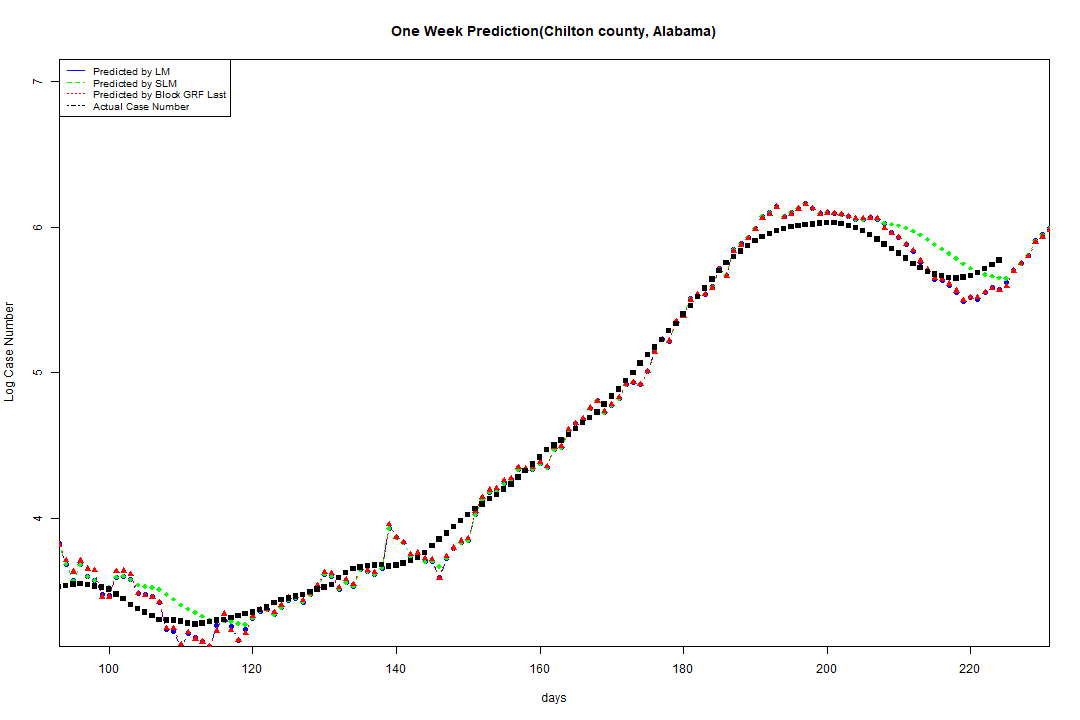 One Week Prediction(Chilton county, Alabama)
Predicted by LM
Predicted by SLM
Predicted by Block GRF Last
Actual Case Number
7
6
5
4
Log Case Number
100 120 140 160 180 200 220
days